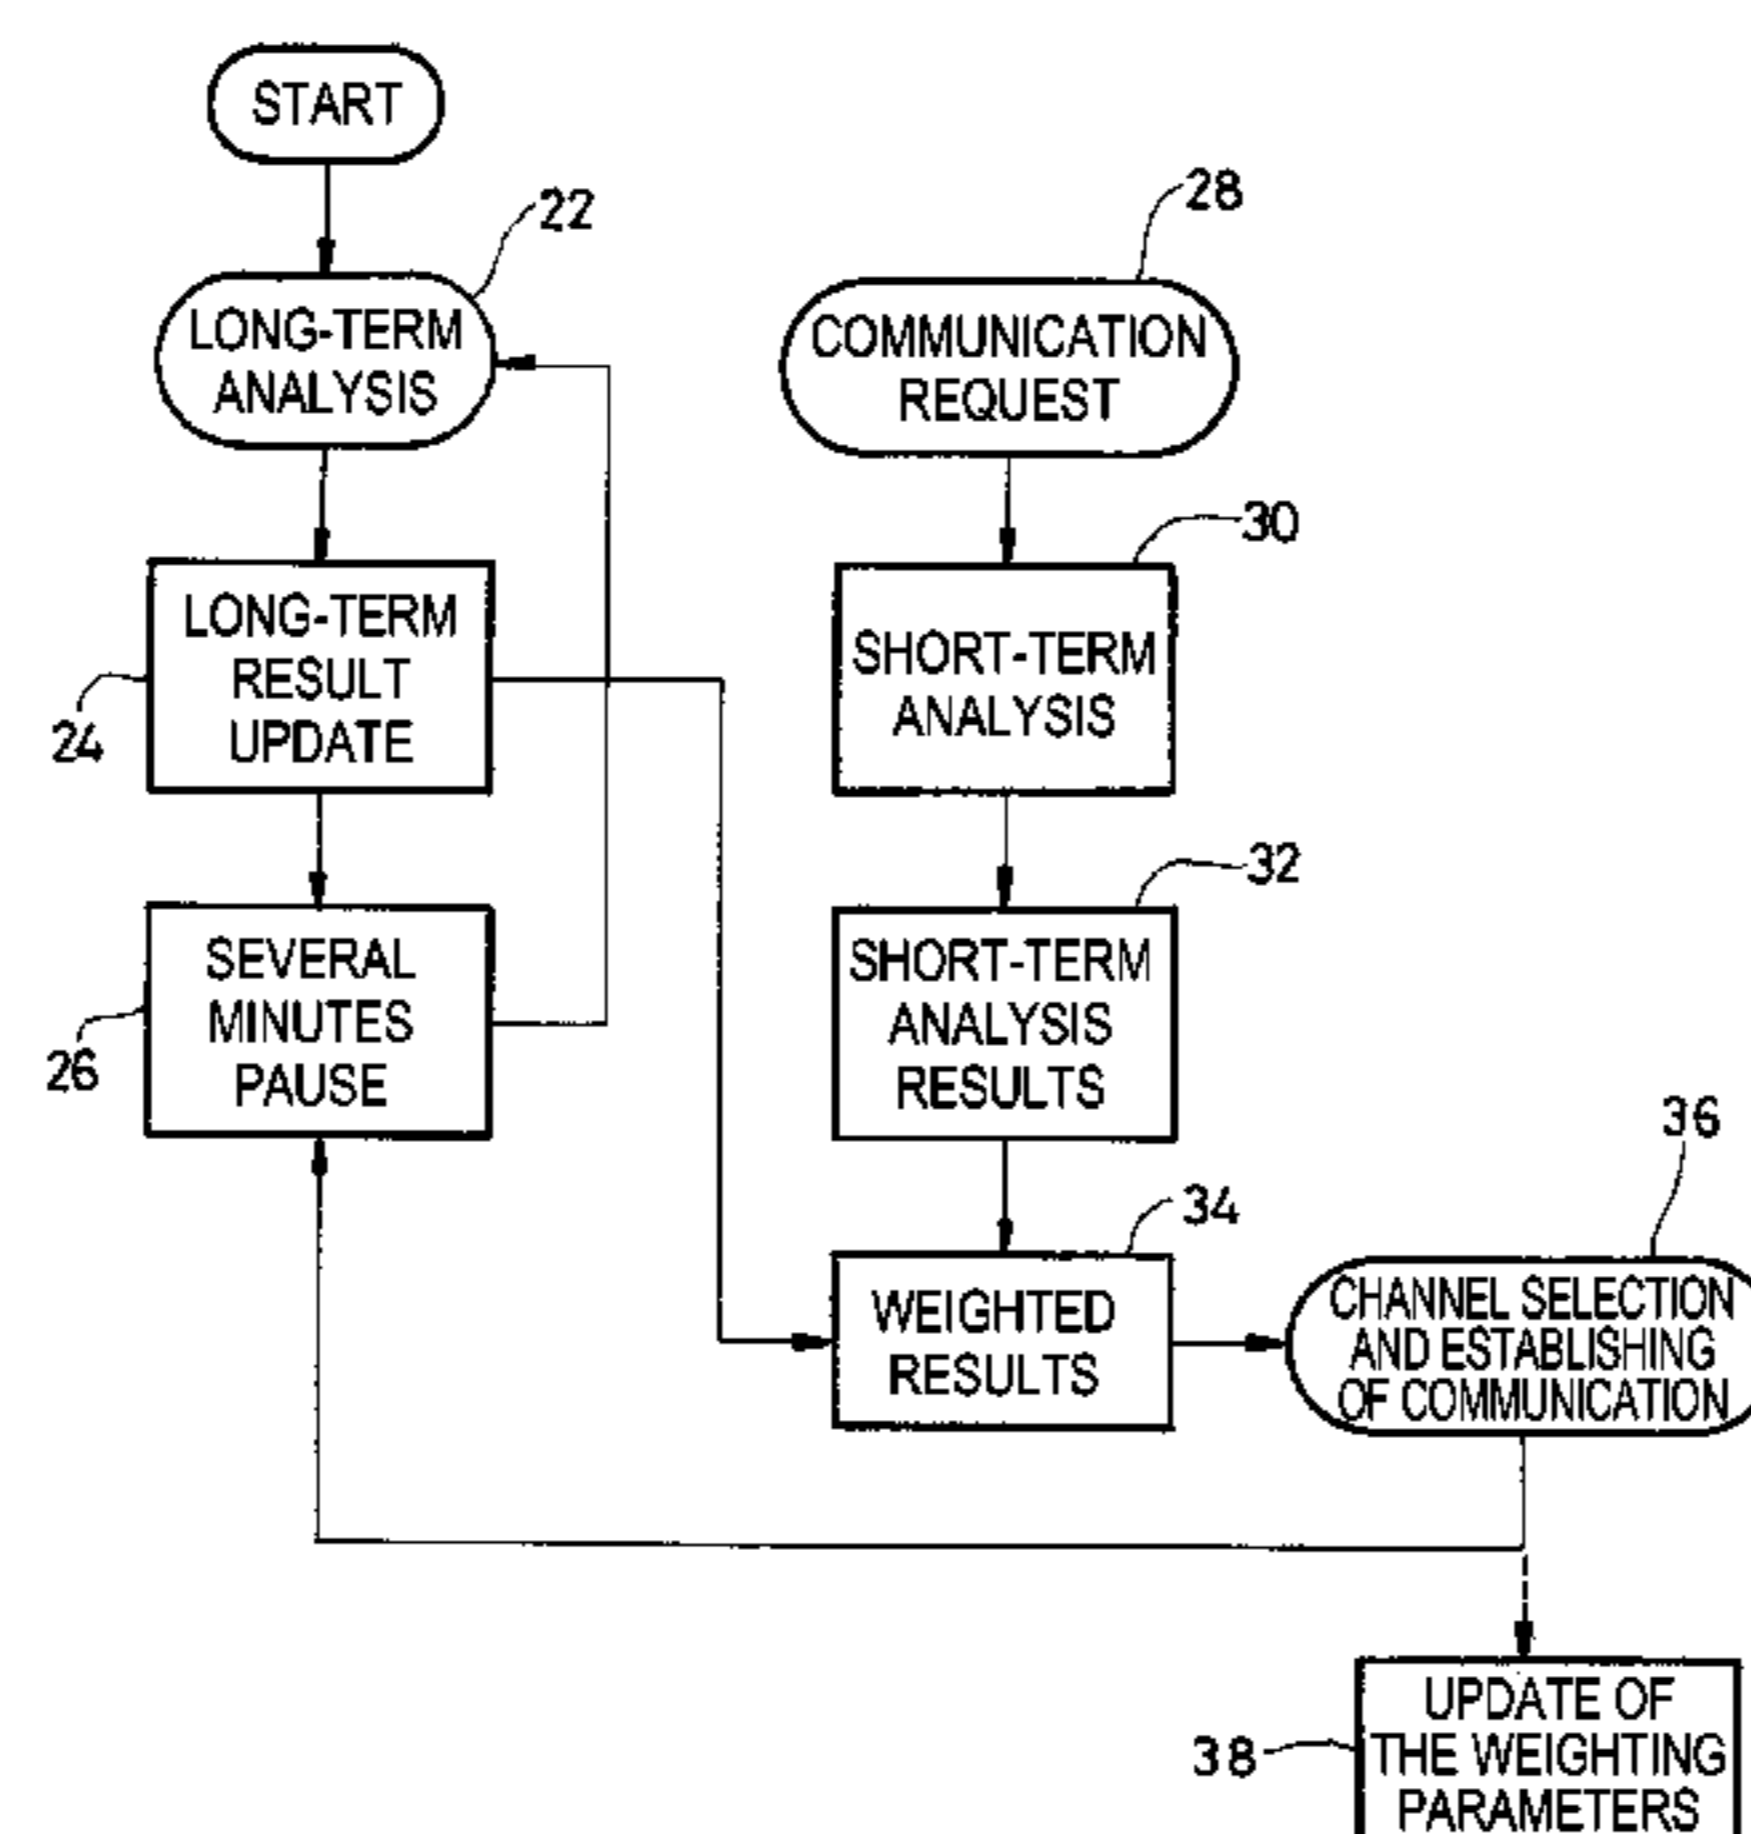 START
22
LONG-TERM
ANALYSIS
28
COMMUNICATION
REQUEST
30
LONG-TERM
RESULT
UPDATE
24
SHORT-TERM
ANALYSIS
32
SEVERAL
MINUTES
PAUSE
26
SHORT-TERM
ANALYSIS
RESULTS
34
WEIGHTED
RESULTS
36
CHANNEL SELECTION
AND ESTABLISHING
OF COMMUNICATION
38
UPDATE OF
THE WEIGHTING
PARAMETERS